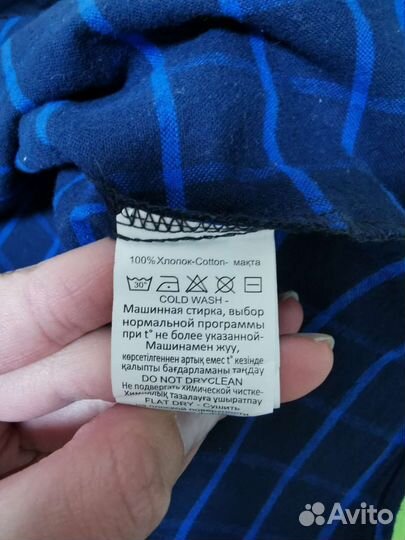 100% Хлопок-Cotton- мақта
30°
COLD WASH -
Машинная стирка, выбор
нормальной программы
при t° не более указанной-
Машинамен жуу,
көрсетілгеннен артық емес t° кезінде
қалыпты бағдарламаны таңдау
DO NOT DRYCLEAN
Не подвергать химической чистке-
Химиялық тазалауға ұшыратпау
FLAT DRY - Сушить
Avito